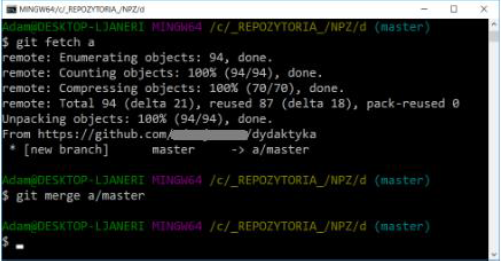 MINGW64:/c/_REPOZYTORIA_/NPZ/d
Adam@DESKTOP-LJANERI MINGW64 /c/_REPOZYTORIA_/NPZ/d (master)
$ git fetch a
remote: Enumerating objects: 94, done.
remote: Counting objects: 100% (94/94), done.
remote: Compressing objects: 100% (70/70), done.
remote: Total 94 (delta 21), reused 87 (delta 18), pack-reused 0
Unpacking objects: 100% (94/94), done.
From https://github.com/ /dydaktyka
* [new branch] master -> a/master
Adam@DESKTOP-LJANERI MINGW64 /c/_REPOZYTORIA_/NPZ/d (master)
$ git merge a/master
Adam@DESKTOP-LJANERI MINGW64 /c/_REPOZYTORIA_/NPZ/d (master)
$